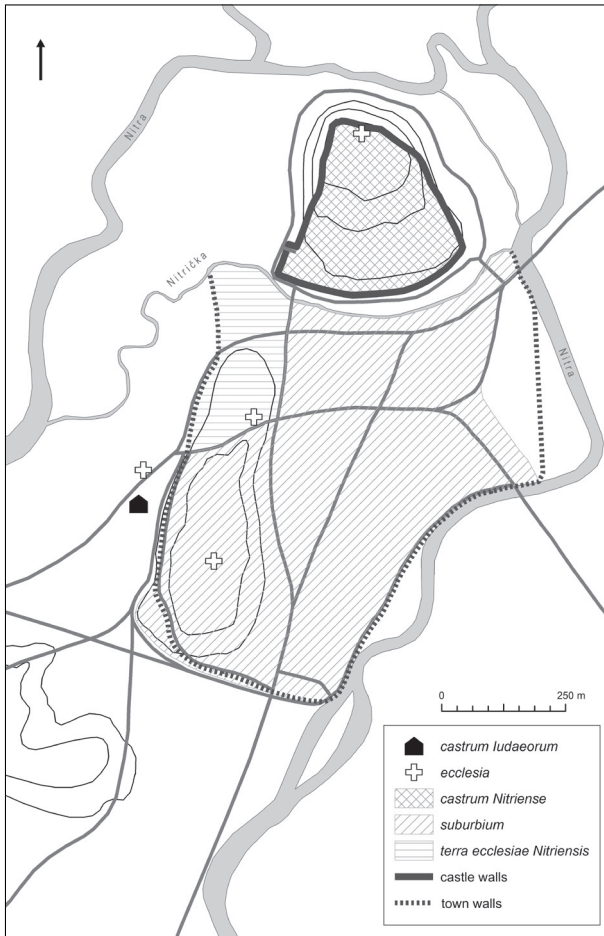 Nitra
Nitrička
Nitra
0 250 m
castrum Iudaeorum
ecclesia
castrum Nitriense
suburbium
terra ecclesiae Nitriensis
castle walls
town walls